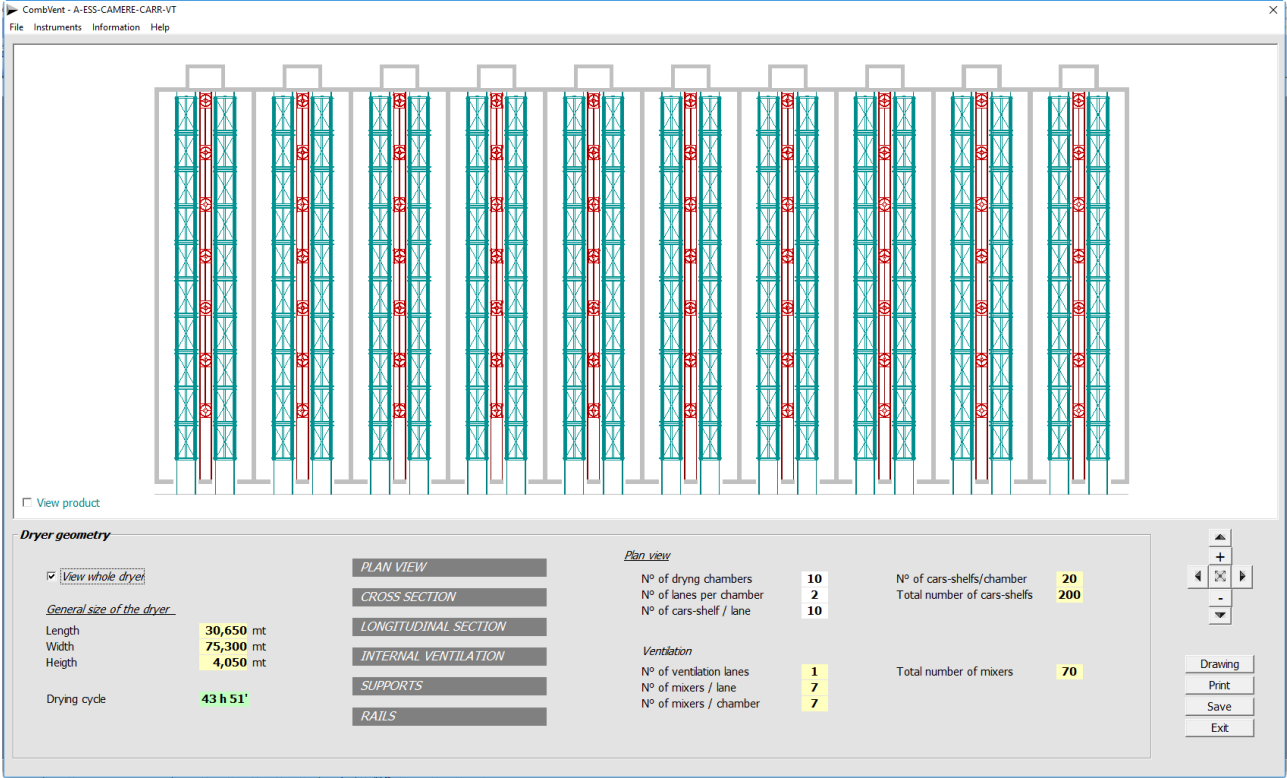 CombVent - A-ESS-CAMERE-CARR-VT
File Instruments Information Help
View product
Dryer geometry
View whole dryer
General size of the dryer
Length 30,650 mt
Width 75,300 mt
Heigth 4,050 mt
Drying cycle 43 h 51'
PLAN VIEW
CROSS SECTION
LONGITUDINAL SECTION
INTERNAL VENTILATION
SUPPORTS
RAILS
Plan view
N° of dryng chambers 10
N° of lanes per chamber 2
N° of cars-shelf / lane 10
N° of cars-shelfs/chamber 20
Total number of cars-shelfs 200
Ventilation
N° of ventilation lanes 1
N° of mixers / lane 7
N° of mixers / chamber 7
Total number of mixers 70
+
-
Drawing
Print
Save
Exit